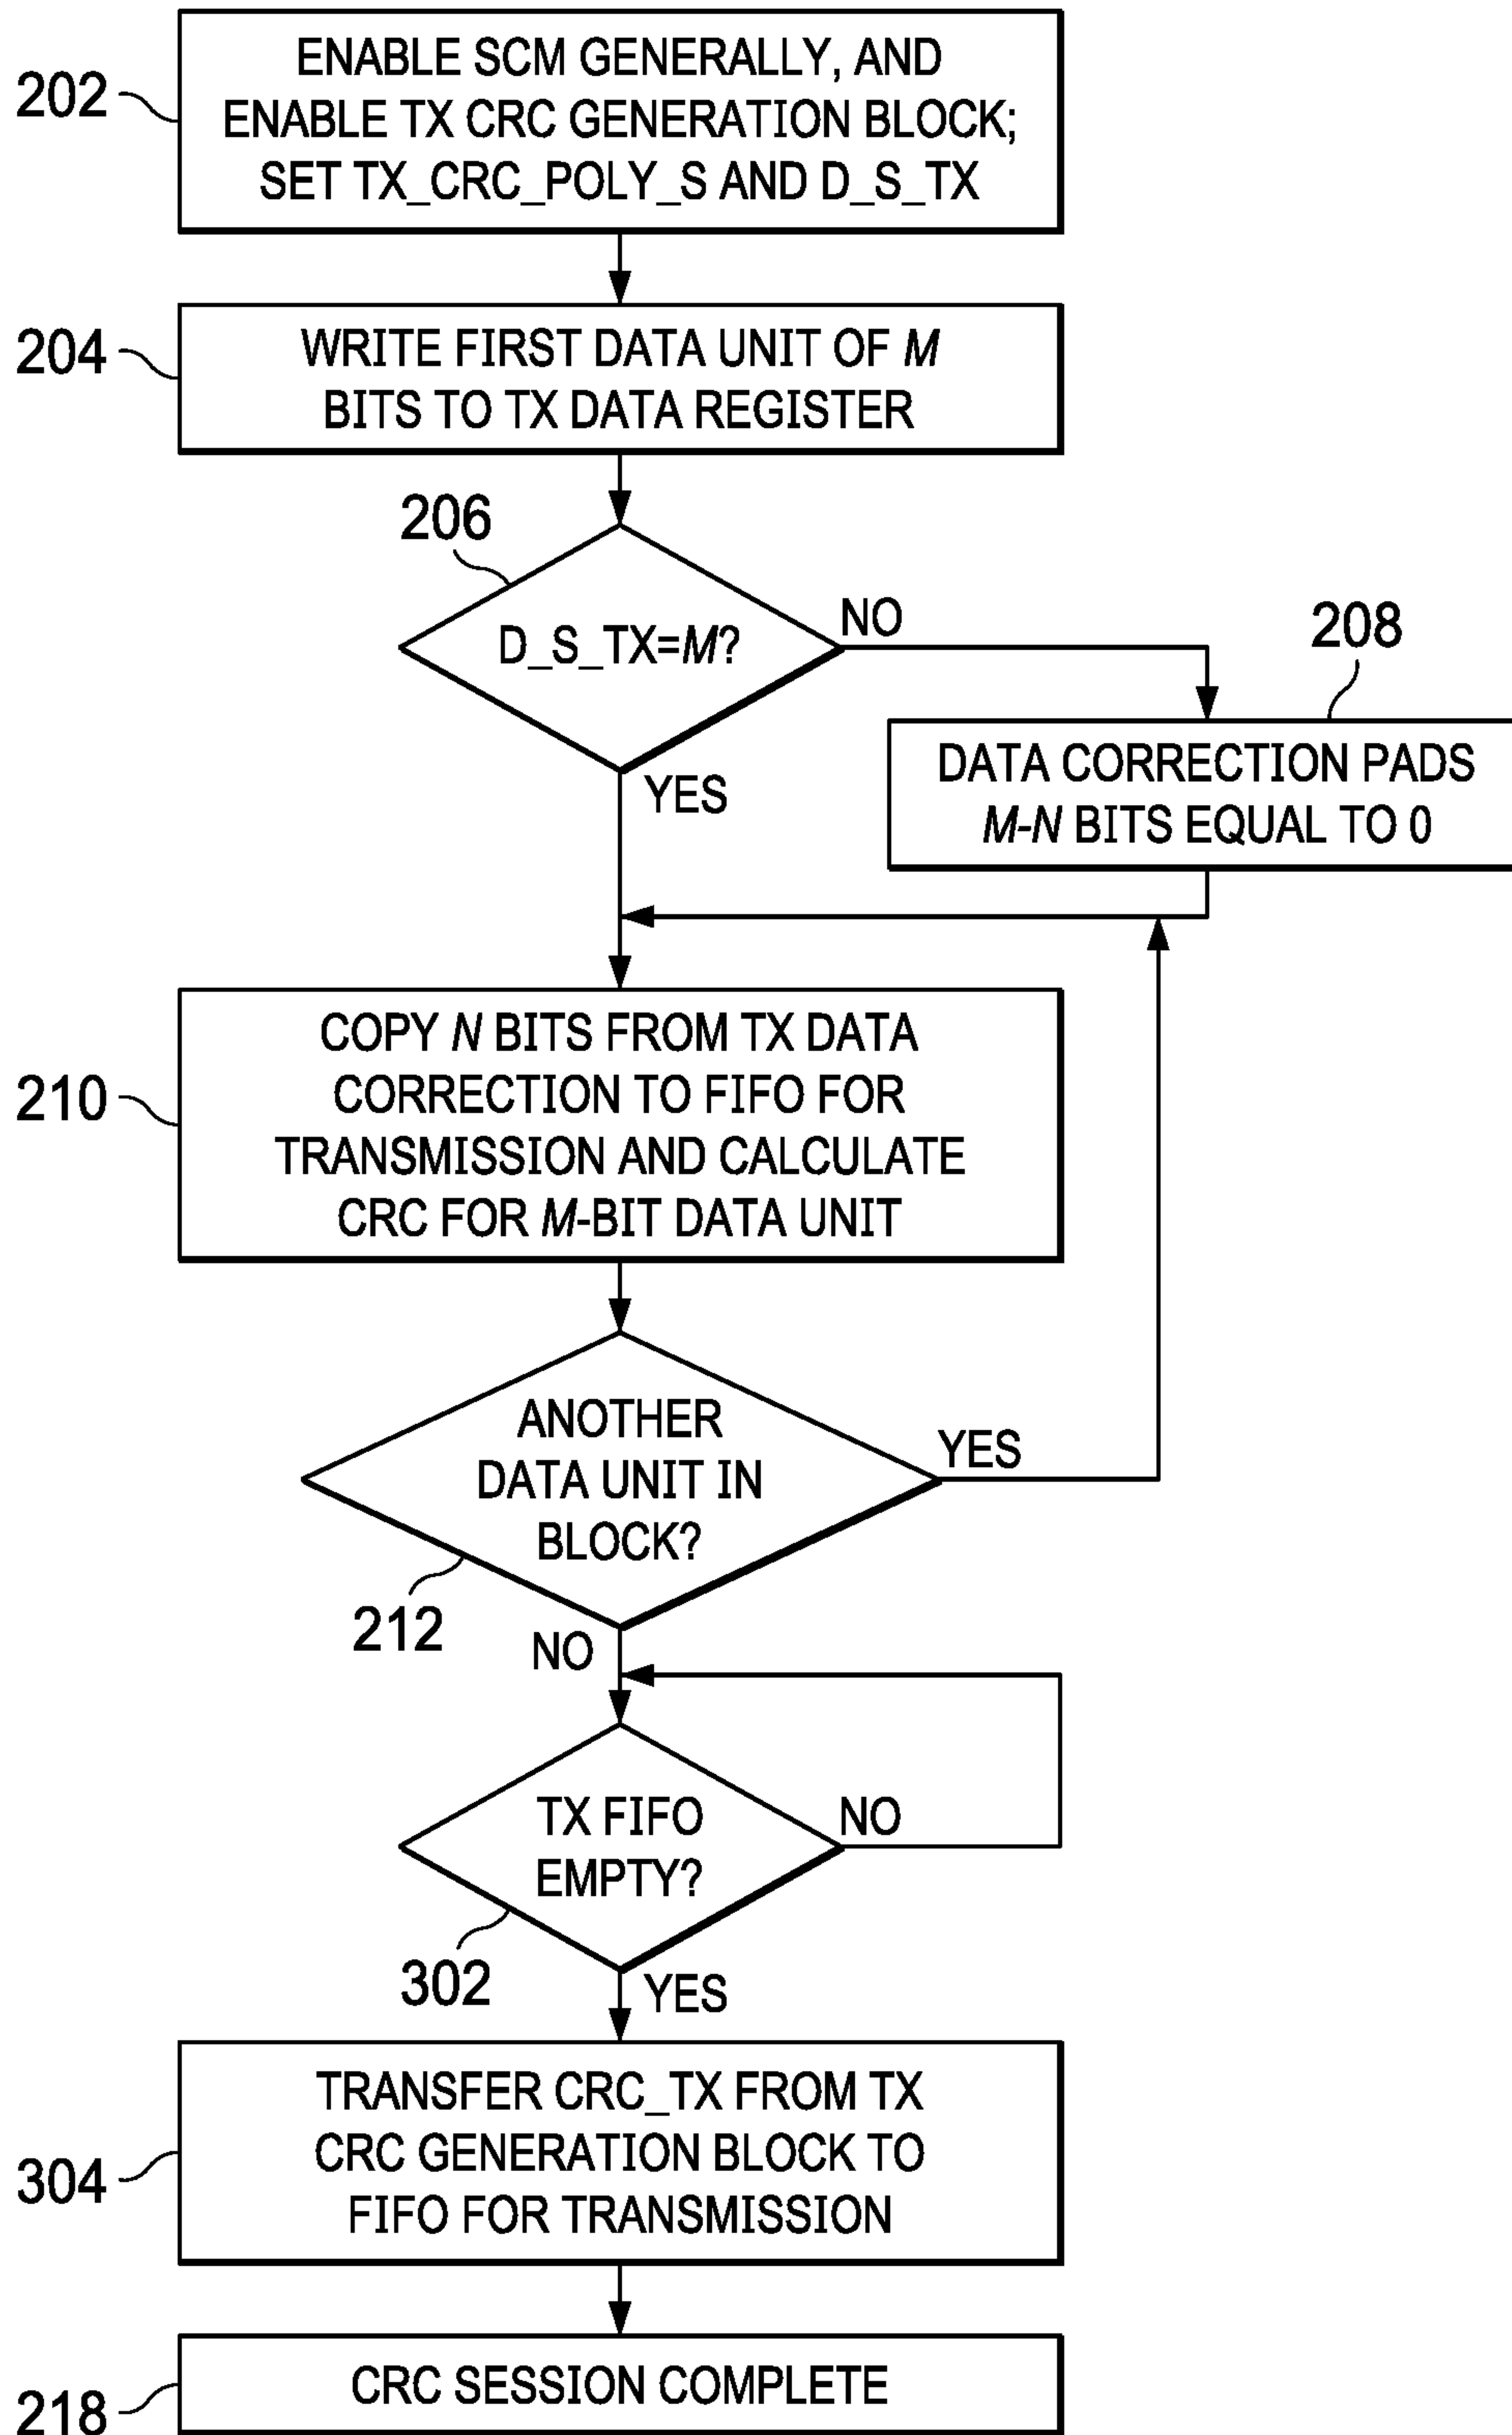 202
ENABLE SCM GENERALLY, AND
ENABLE TX CRC GENERATION BLOCK;
SET TX_CRC_POLY_S AND D_S_TX
204
WRITE FIRST DATA UNIT OF M
BITS TO TX DATA REGISTER
206
D_S_TX=M?
NO
YES
208
DATA CORRECTION PADS
M-N BITS EQUAL TO 0
210
COPY N BITS FROM TX DATA
CORRECTION TO FIFO FOR
TRANSMISSION AND CALCULATE
CRC FOR M-BIT DATA UNIT
ANOTHER
DATA UNIT IN
BLOCK?
YES
212
NO
TX FIFO
EMPTY?
NO
302
YES
304
TRANSFER CRC_TX FROM TX
CRC GENERATION BLOCK TO
FIFO FOR TRANSMISSION
218
CRC SESSION COMPLETE